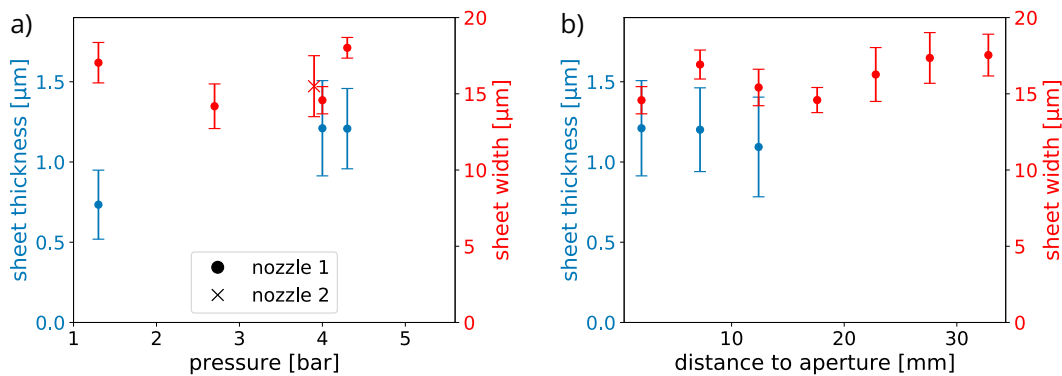 a)
sheet thickness [μm]
1.5
1.0
0.5
0.0
1
2
3
4
5
pressure [bar]
nozzle 1
nozzle 2
20
15
10
5
0
sheet width [μm]
b)
sheet thickness [μm]
1.5
1.0
0.5
0.0
10
20
30
distance to aperture [mm]
20
15
10
5
0
sheet width [μm]